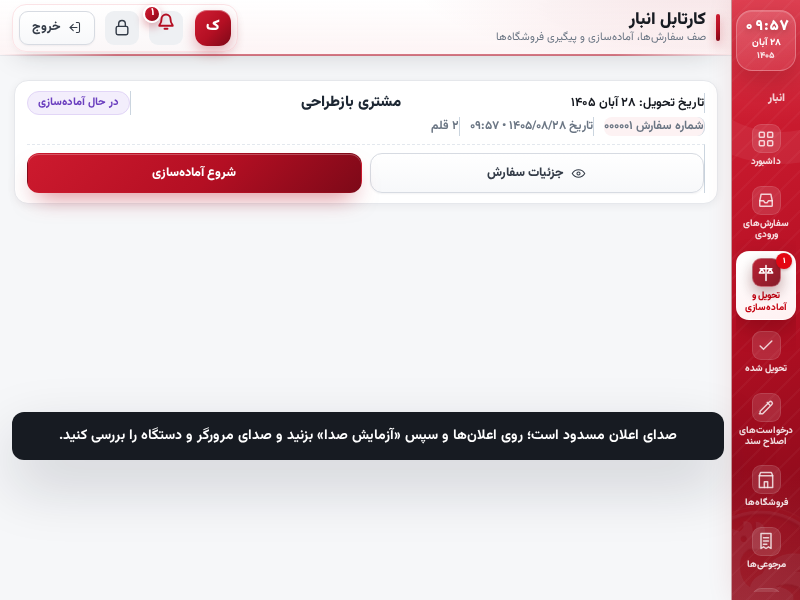 کارتابل انبار
صف سفارش‌ها، آماده‌سازی و پیگیری فروشگاه‌ها
ک
۱
خروج
۰۹:۵۷
۲۸ آبان
۱۴۰۵
انبار
داشبورد
سفارش‌های
ورودی
۱
تحویل و
آماده‌سازی
تحویل شده
درخواست‌های
اصلاح سند
فروشگاه‌ها
مرجوعی‌ها
تاریخ تحویل: ۲۸ آبان ۱۴۰۵
مشتری بازطراحی
در حال آماده‌سازی
شماره سفارش ۰۰۰۰۰۱
تاریخ ۱۴۰۵/۰۸/۲۸ • ۰۹:۵۷
۲ قلم
جزئیات سفارش
شروع آماده‌سازی
صدای اعلان مسدود است؛ روی اعلان‌ها و سپس «آزمایش صدا» بزنید و صدای مرورگر و دستگاه را بررسی کنید.